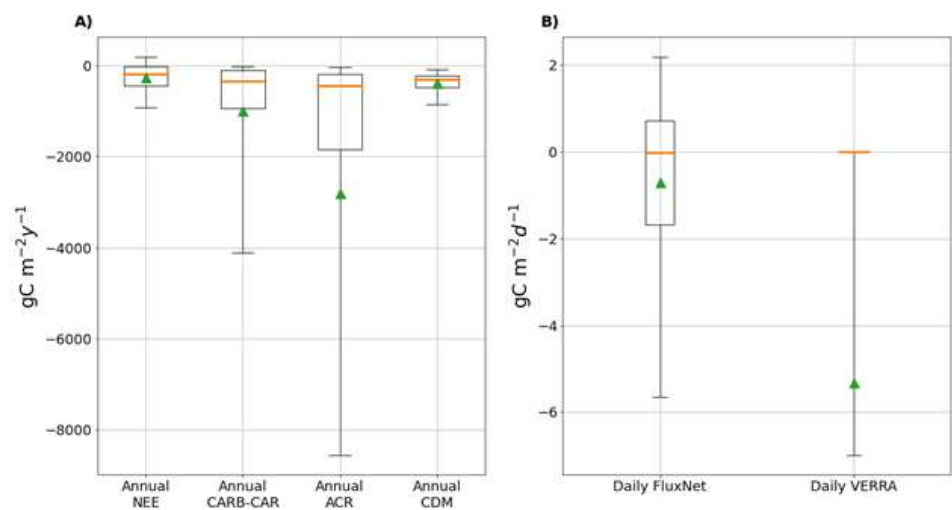 A)
B)
gC m⁻²y⁻¹
0
−2000
−4000
−6000
−8000
Annual NEE
Annual CARB-CAR
Annual ACR
Annual CDM
gC m⁻²d⁻¹
2
0
−2
−4
−6
Daily FluxNet
Daily VERRA